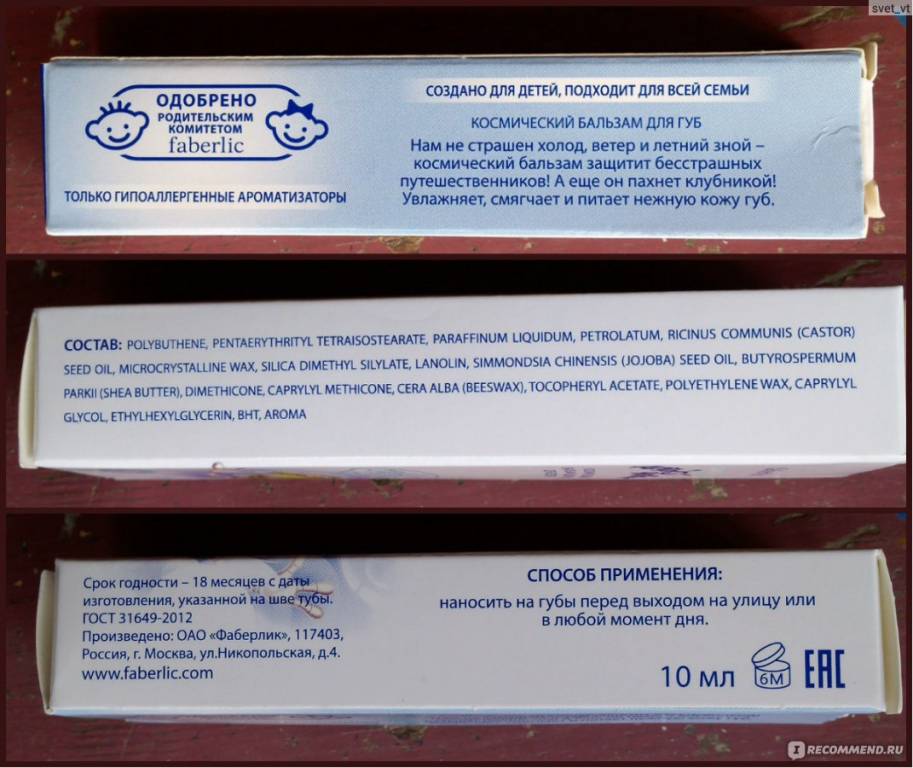 svet_vt
ОДОБРЕНО
РОДИТЕЛЬСКИМ
КОМИТЕТОМ
faberlic
ТОЛЬКО ГИПОАЛЛЕРГЕННЫЕ АРОМАТИЗАТОРЫ
СОЗДАНО ДЛЯ ДЕТЕЙ, ПОДХОДИТ ДЛЯ ВСЕЙ СЕМЬИ
КОСМИЧЕСКИЙ БАЛЬЗАМ ДЛЯ ГУБ
Нам не страшен холод, ветер и летний зной –
космический бальзам защитит бесстрашных
путешественников! А еще он пахнет клубникой!
Увлажняет, смягчает и питает нежную кожу губ.
СОСТАВ: POLYBUTHENE, PENTAERYTHRITYL TETRAISOSTEARATE, PARAFFINUM LIQUIDUM, PETROLATUM, RICINUS COMMUNIS (CASTOR)
SEED OIL, MICROCRYSTALLINE WAX, SILICA DIMETHYL SILYLATE, LANOLIN, SIMMONDSIA CHINENSIS (JOJOBA) SEED OIL, BUTYROSPERMUM
PARKII (SHEA BUTTER), DIMETHICONE, CAPRYLYL METHICONE, CERA ALBA (BEESWAX), TOCOPHERYL ACETATE, POLYETHYLENE WAX, CAPRYLYL
GLYCOL, ETHYLHEXYLGLYCERIN, BHT, AROMA
Срок годности – 18 месяцев с даты
изготовления, указанной на шве тубы.
ГОСТ 31649-2012
Произведено: ОАО «Фаберлик», 117403,
Россия, г. Москва, ул.Никопольская, д.4.
www.faberlic.com
СПОСОБ ПРИМЕНЕНИЯ:
наносить на губы перед выходом на улицу или
в любой момент дня.
10 мл
6М
EAC
IRECOMMEND.RU